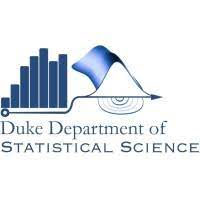 Duke Department of
STATISTICAL SCIENCE